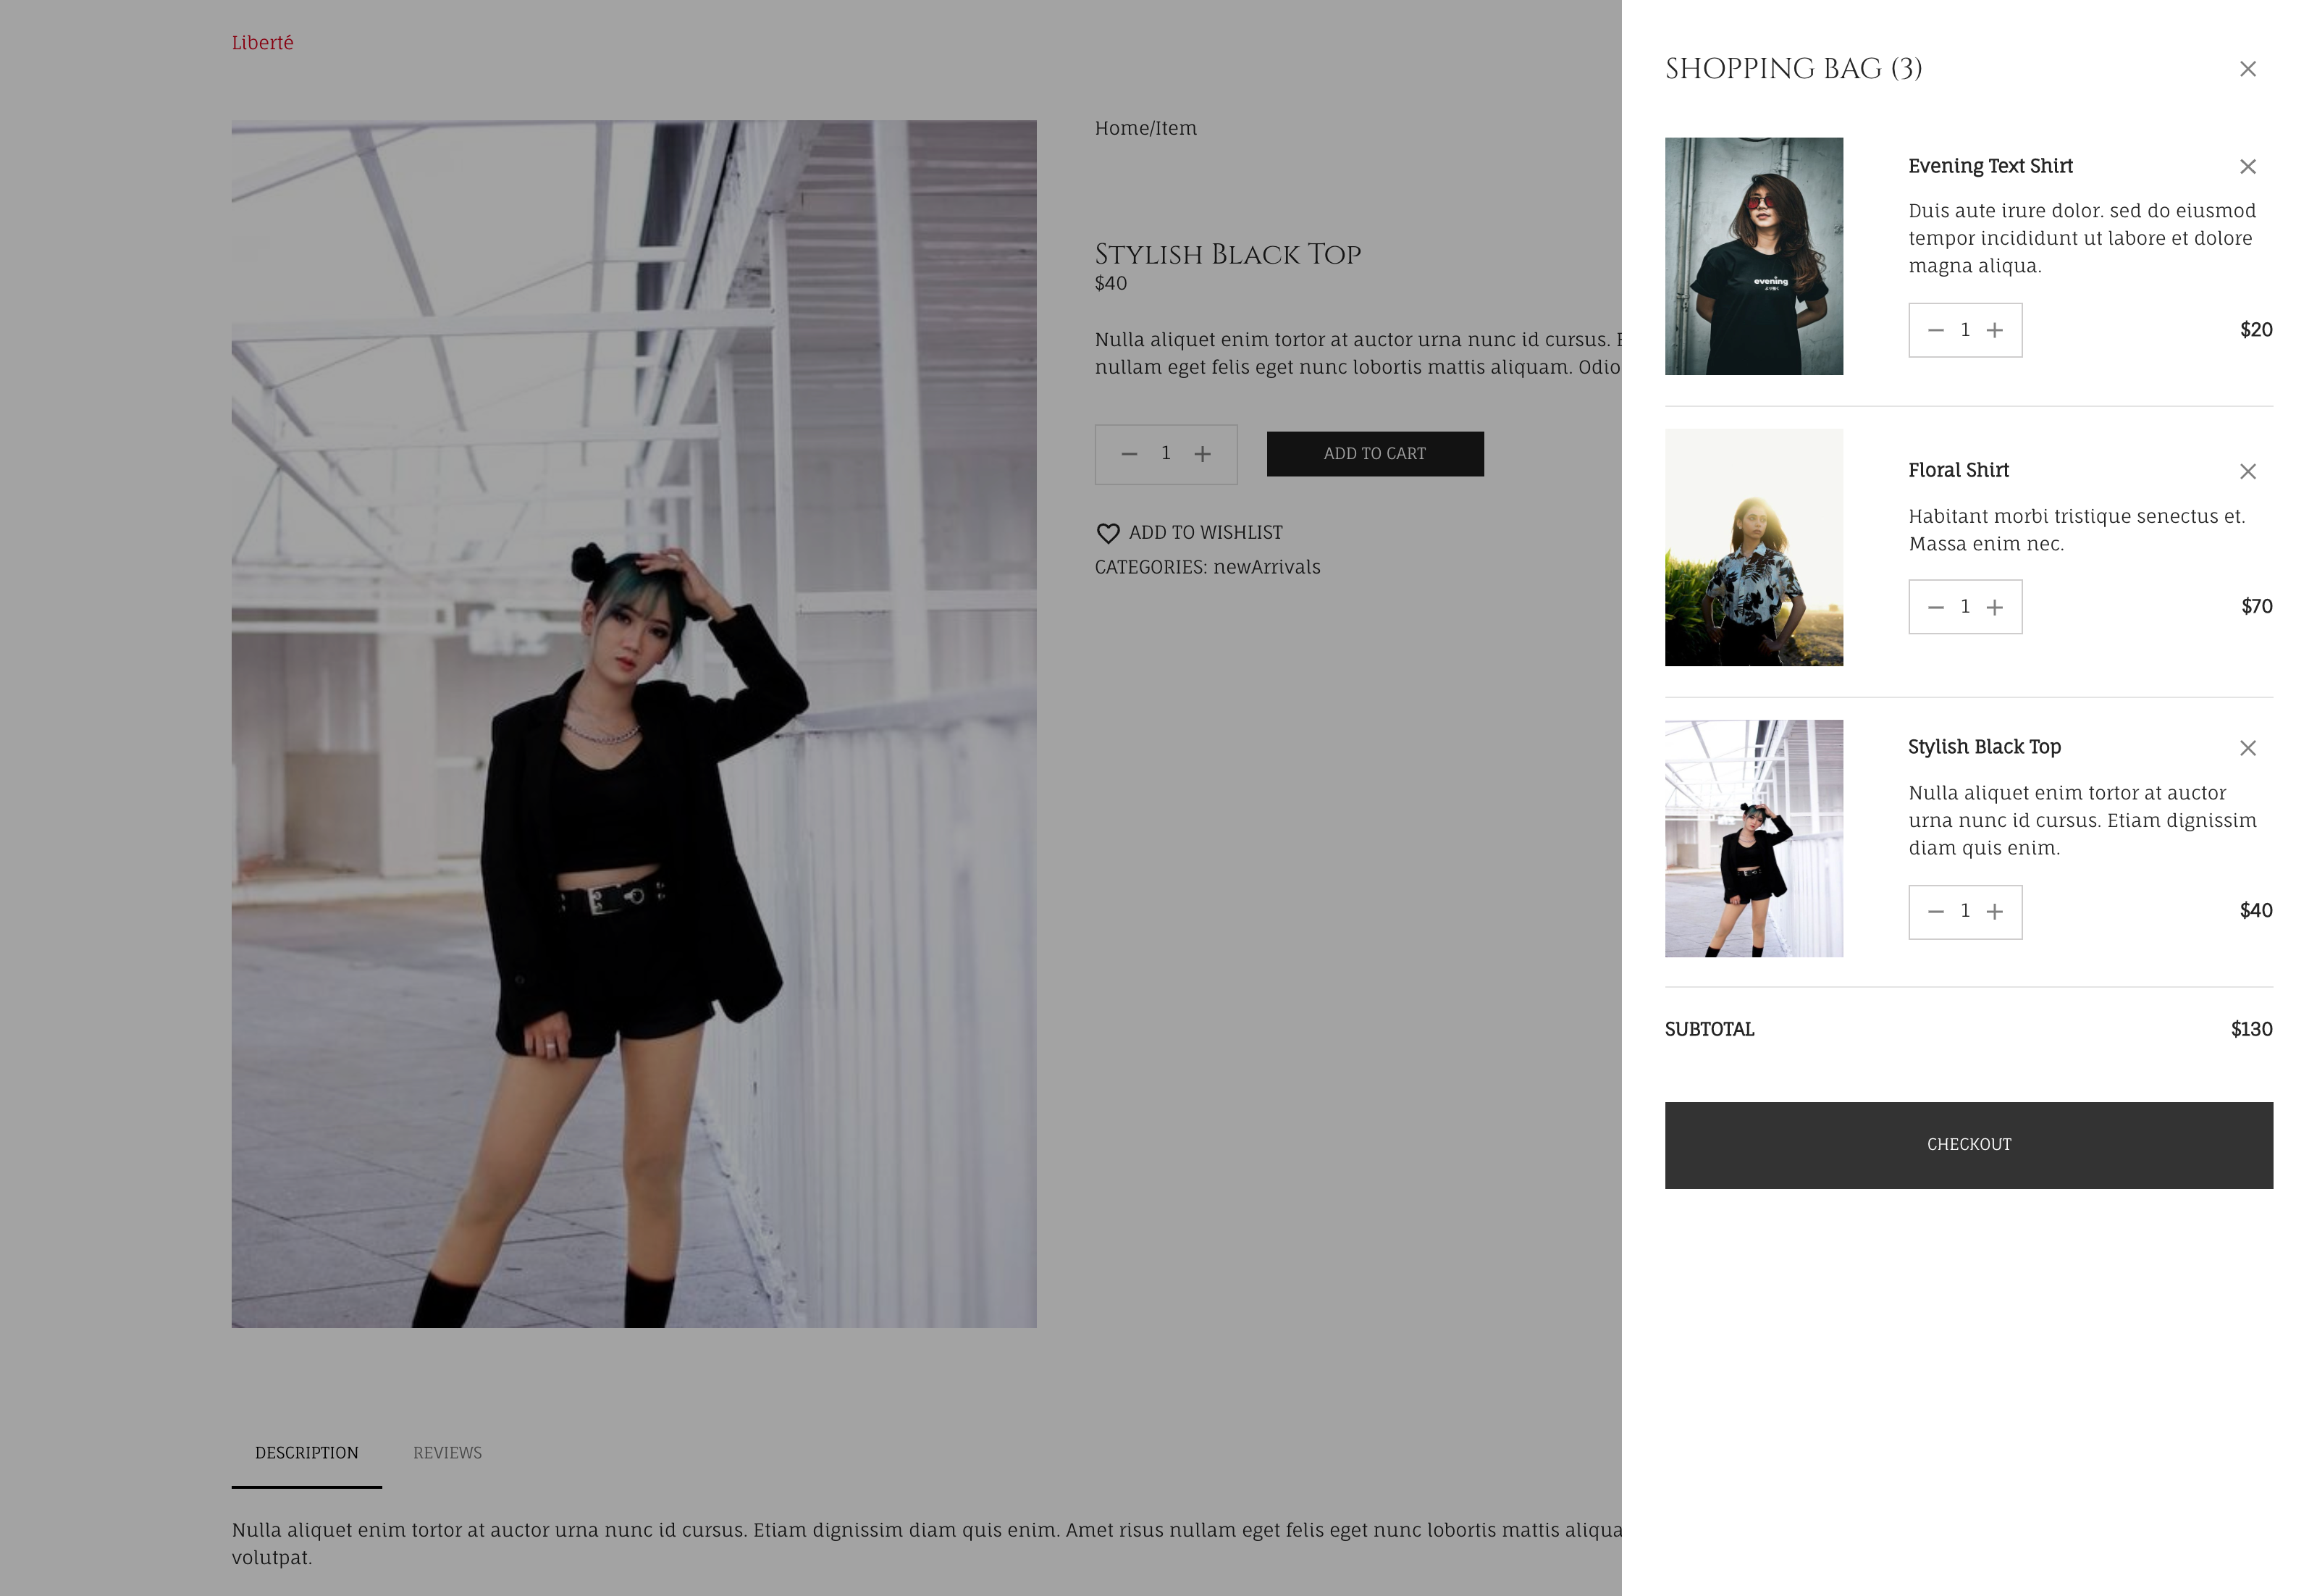 Liberté
Home/Item
STYLISH BLACK TOP
$40
Nulla aliquet enim tortor at auctor urna nunc id cursus.
nullam eget felis eget nunc lobortis mattis aliquam. Odio
1
ADD TO CART
ADD TO WISHLIST
CATEGORIES: newArrivals
DESCRIPTION
REVIEWS
Nulla aliquet enim tortor at auctor urna nunc id cursus. Etiam dignissim diam quis enim. Amet risus nullam eget felis eget nunc lobortis mattis
volutpat.
SHOPPING BAG (3)
evening
Evening Text Shirt
Duis aute irure dolor. sed do eiusmod
tempor incididunt ut labore et dolore
magna aliqua.
1
$20
Floral Shirt
Habitant morbi tristique senectus et.
Massa enim nec.
1
$70
Stylish Black Top
Nulla aliquet enim tortor at auctor
urna nunc id cursus. Etiam dignissim
diam quis enim.
1
$40
SUBTOTAL
$130
CHECKOUT